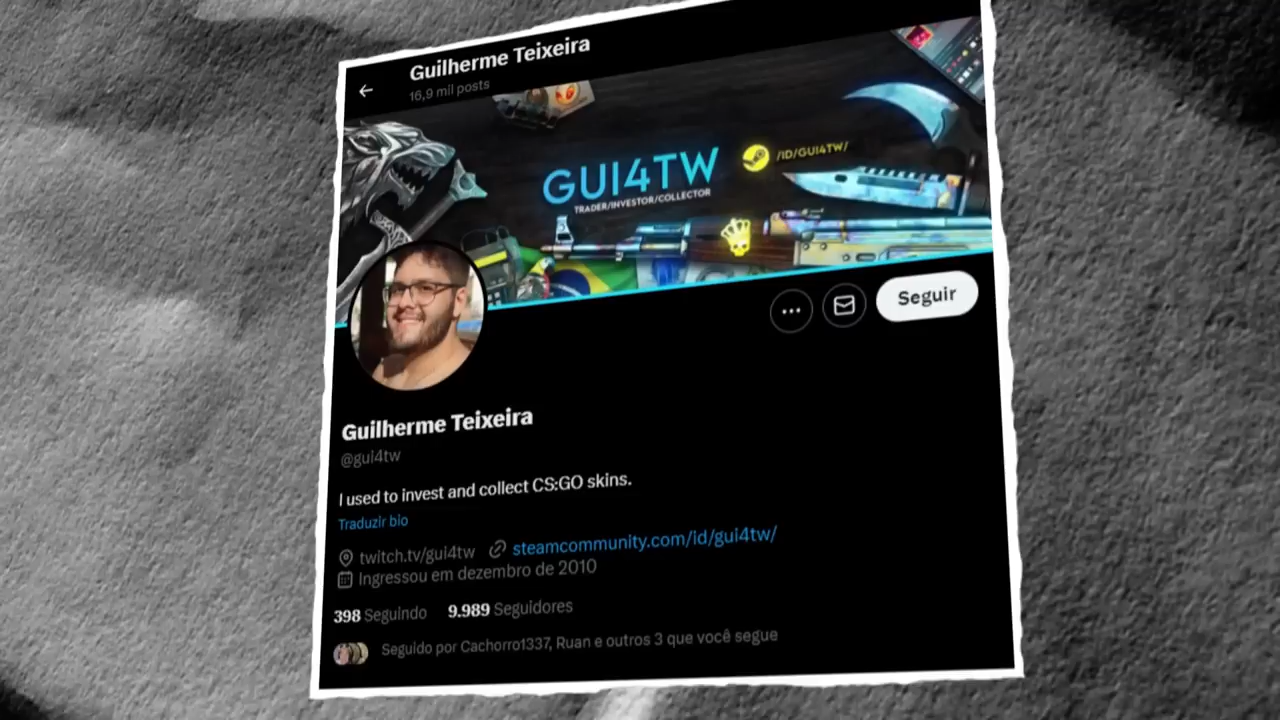 Guilherme Teixeira
16,9 mil posts
GUI4TW
TRADER/INVESTOR/COLLECTOR
/ID/GUI4TW/
Seguir
Guilherme Teixeira
@gui4tw
I used to invest and collect CS:GO skins.
Traduzir bio
twitch.tv/gui4tw steamcommunity.com/id/gui4tw/
Ingressou em dezembro de 2010
398 Seguindo 9.989 Seguidores
Seguido por Cachorro1337, Ruan e outros 3 que você segue